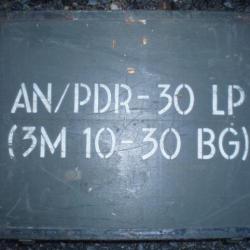 AN/PDR-30 LP
(3M 10-30 BG)